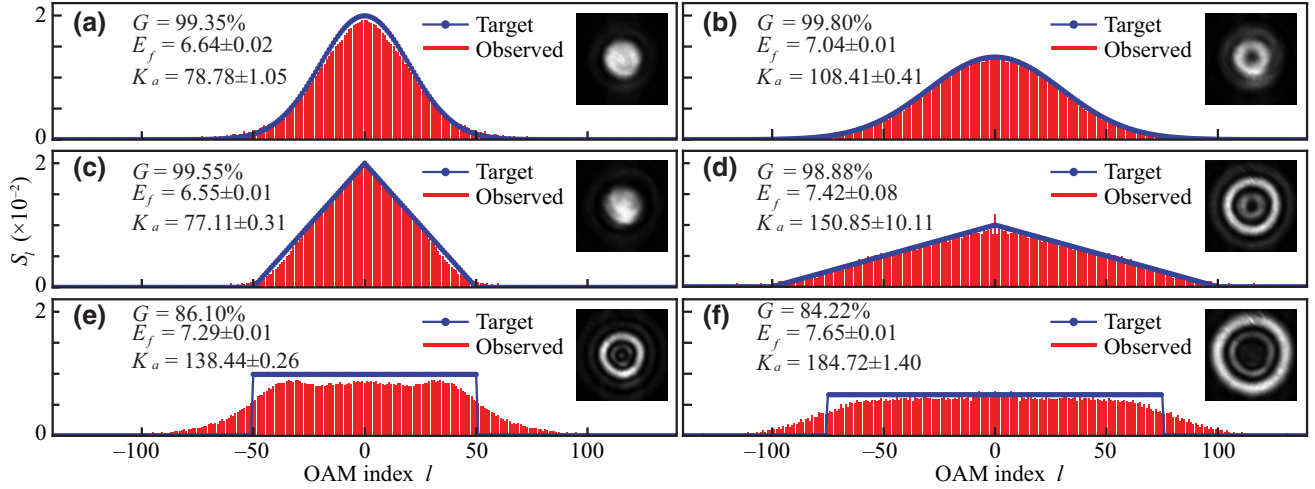 (a)
G = 99.35%
E_f = 6.64±0.02
K_a = 78.78±1.05
Target
Observed
(b)
G = 99.80%
E_f = 7.04±0.01
K_a = 108.41±0.41
Target
Observed
2
1
0
−100
−50
0
50
100
−100
−50
0
50
100
(c)
G = 99.55%
E_f = 6.55±0.01
K_a = 77.11±0.31
Target
Observed
(d)
G = 98.88%
E_f = 7.42±0.08
K_a = 150.85±10.11
Target
Observed
S_l (×10⁻²)
2
1
0
(e)
G = 86.10%
E_f = 7.29±0.01
K_a = 138.44±0.26
Target
Observed
(f)
G = 84.22%
E_f = 7.65±0.01
K_a = 184.72±1.40
Target
Observed
2
1
0
OAM index l
OAM index l